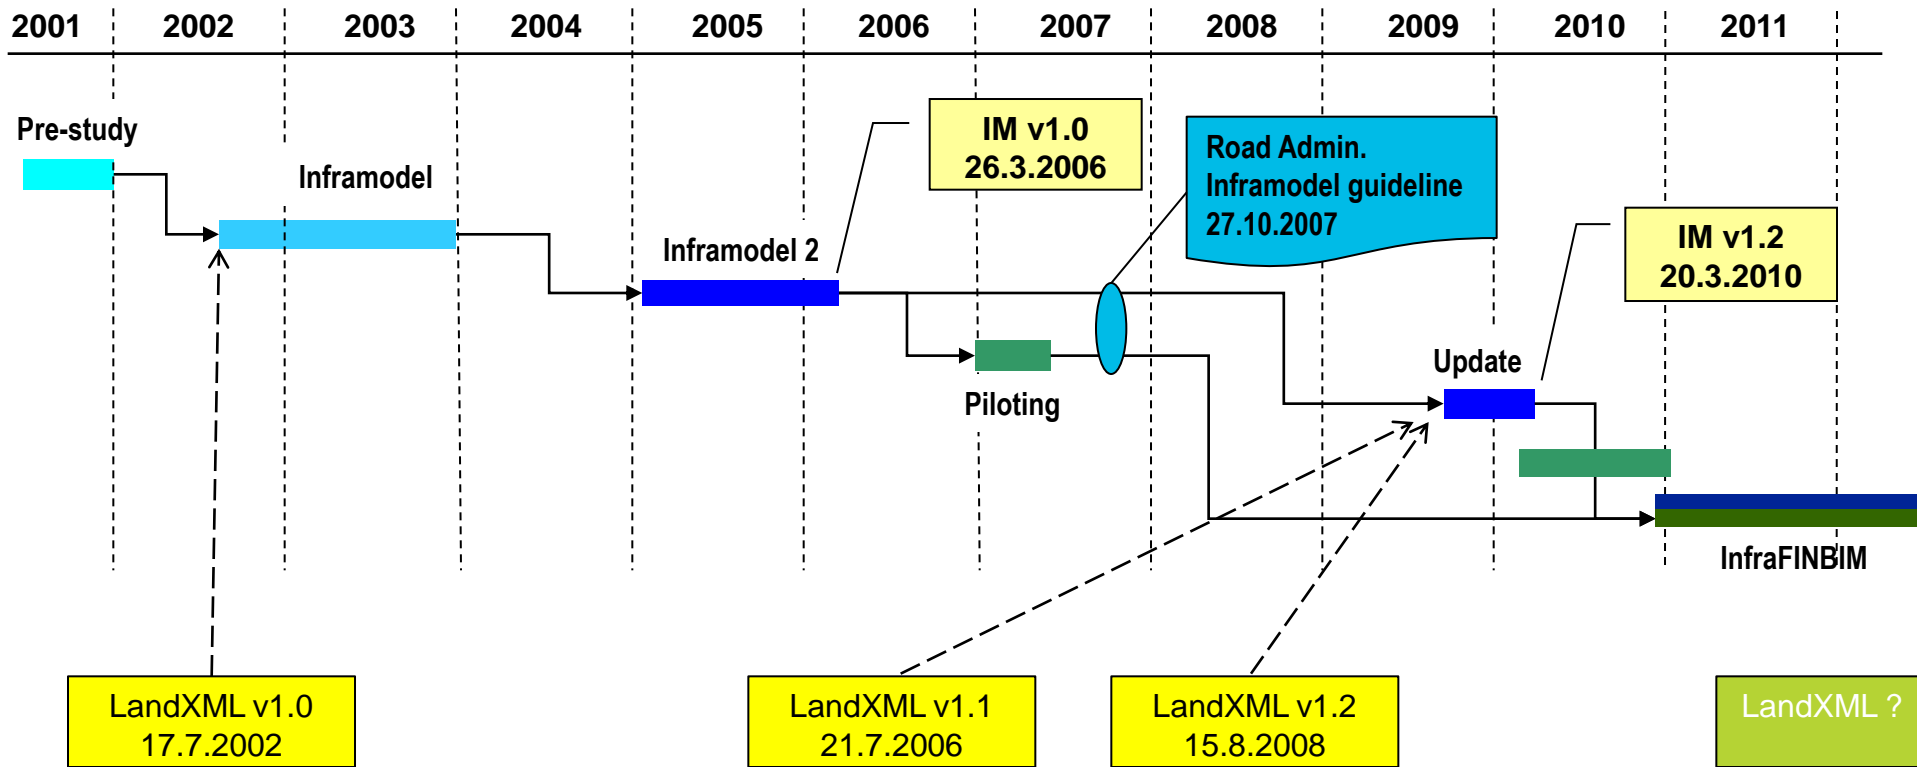 2001 2002 2003 2004 2005 2006 2007 2008 2009 2010 2011
Pre-study
Inframodel
Inframodel 2
IM v1.0
26.3.2006
Road Admin.
Inframodel guideline
27.10.2007
IM v1.2
20.3.2010
Piloting
Update
InfraFINBIM
LandXML v1.0
17.7.2002
LandXML v1.1
21.7.2006
LandXML v1.2
15.8.2008
LandXML ?